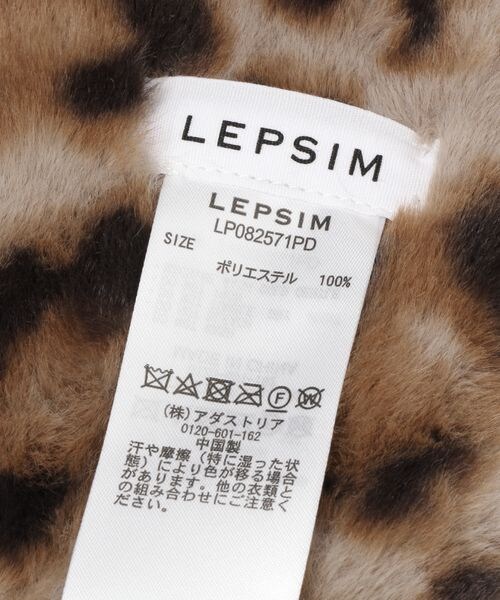 LEPSIM
LEPSIM
LP082571PD
SIZE
ポリエステル 100%
MADE IN CHINA
(株)アダストリア
0120-601-162
中国製
汗や摩擦(特に湿った状
態)により色が移る場合
があります。他の衣類と
の組み合わせにご注意く
ださい。